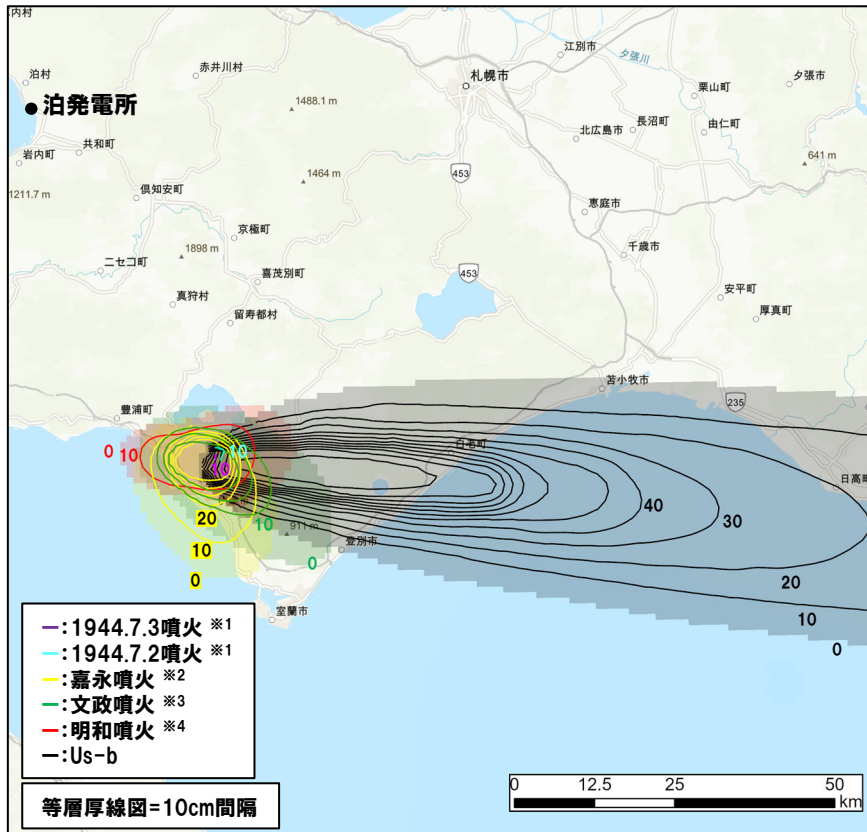 内村
江別市
夕張川
泊村
赤井川村
札幌市
栗山町
夕張市
泊発電所
1488.1 m
北広島市
長沼町
由仁町
共和町
岩内町
1464 m
453
641 m
1211.7 m
倶知安町
恵庭市
京極町
1898 m
千歳市
ニセコ町
喜茂別町
453
安平町
真狩村
厚真町
留寿都村
苫小牧市
235
豊浦町
白老町
0
10
10
日高町
40
30
20
10
911 m
10
登別市
0
0
20
10
0
室蘭市
:1944.7.3噴火 ※1
:1944.7.2噴火 ※1
:嘉永噴火 ※2
:文政噴火 ※3
:明和噴火 ※4
:Us-b
等層厚線図=10cm間隔
0 12.5 25 50
km